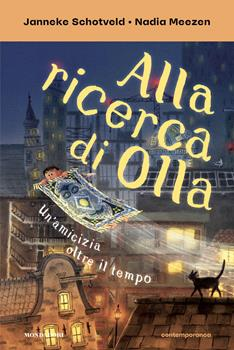 Janneke Schotveld • Nadia Meezen
Alla
ricerca
di Olla
Un'amicizia
oltre il tempo
MONDADORI
contemporanea